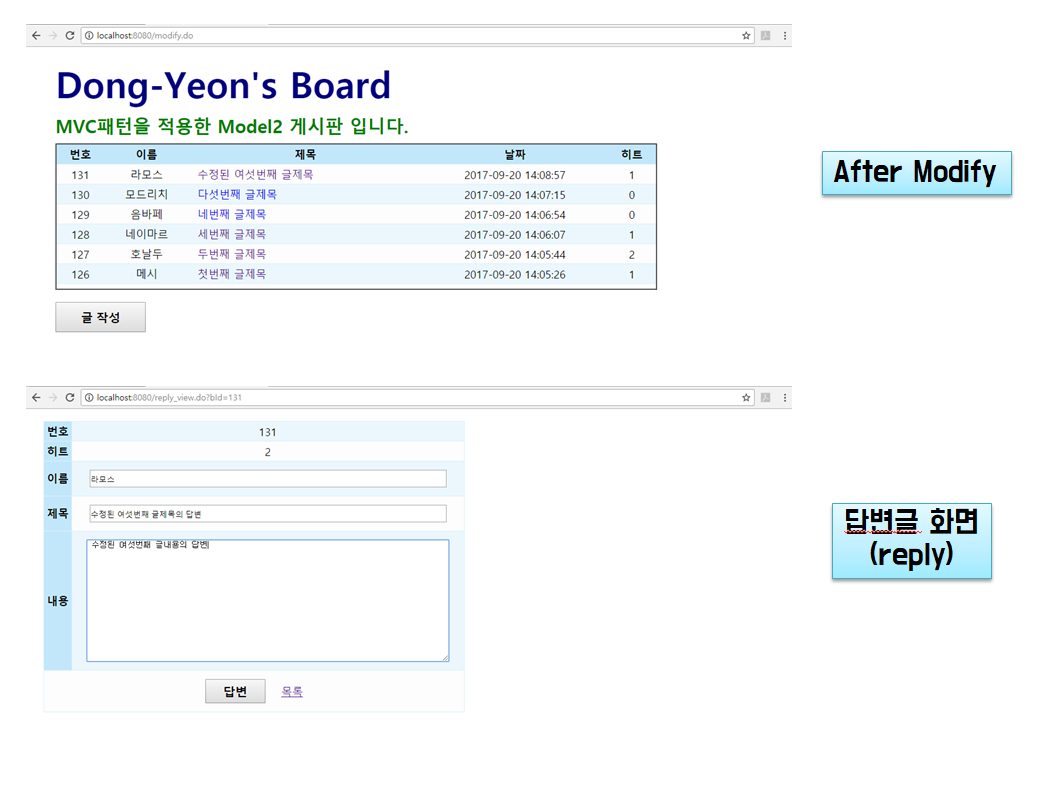 localhost:8080/modify.do
Dong-Yeon's Board
MVC패턴을 적용한 Model2 게시판 입니다.
번호 이름 제목 날짜 히트
131 라모스 수정된 여섯번째 글제목 2017-09-20 14:08:57 1
130 모드리치 다섯번째 글제목 2017-09-20 14:07:15 0
129 음바페 네번째 글제목 2017-09-20 14:06:54 0
128 네이마르 세번째 글제목 2017-09-20 14:06:07 1
127 호날두 두번째 글제목 2017-09-20 14:05:44 2
126 메시 첫번째 글제목 2017-09-20 14:05:26 1
글 작성
After Modify
localhost:8080/reply_view.do?bId=131
번호 131
히트 2
이름 라모스
제목 수정된 여섯번째 글제목의 답변
내용 수정된 여섯번째 글내용의 답변
답변 목록
답변글 화면
(reply)